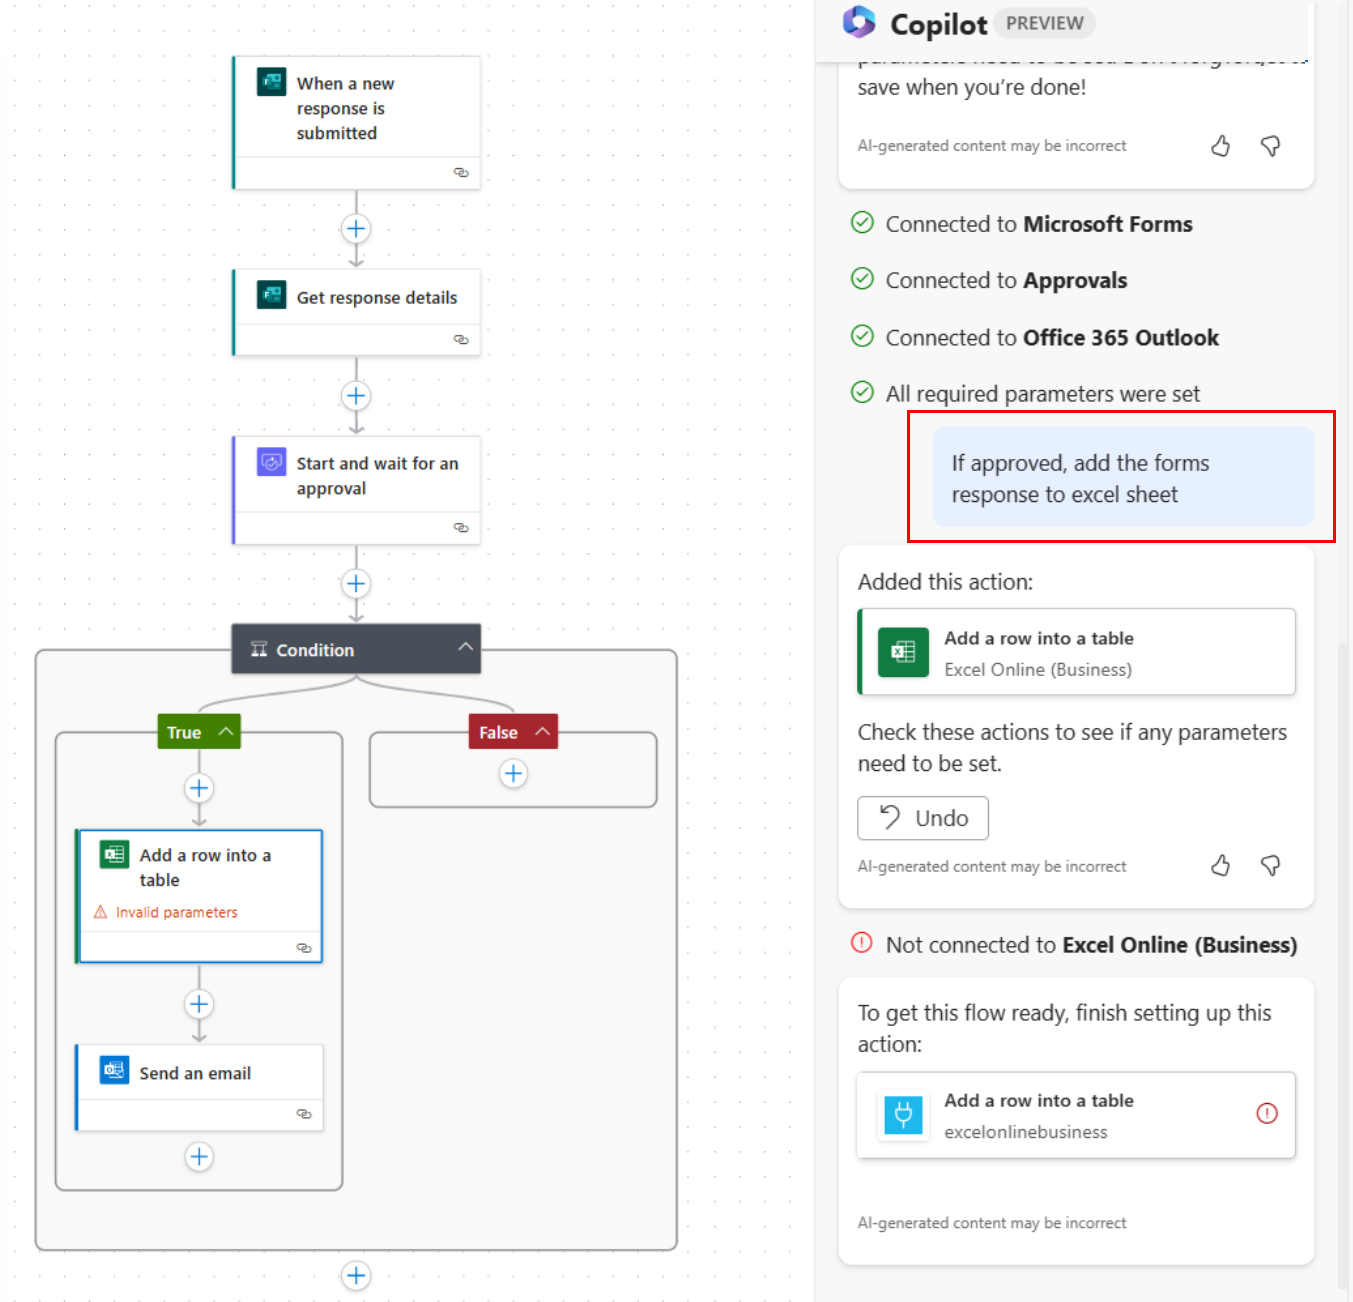 When a new
response is
submitted
Get response details
Start and wait for an
approval
Condition
True
False
Add a row into a
table
Invalid parameters
Send an email
Copilot PREVIEW
save when you're done!
AI-generated content may be incorrect
Connected to Microsoft Forms
Connected to Approvals
Connected to Office 365 Outlook
All required parameters were set
If approved, add the forms
response to excel sheet
Added this action:
Add a row into a table
Excel Online (Business)
Check these actions to see if any parameters
need to be set.
Undo
AI-generated content may be incorrect
Not connected to Excel Online (Business)
To get this flow ready, finish setting up this
action:
Add a row into a table
excelonlinebusiness
AI-generated content may be incorrect